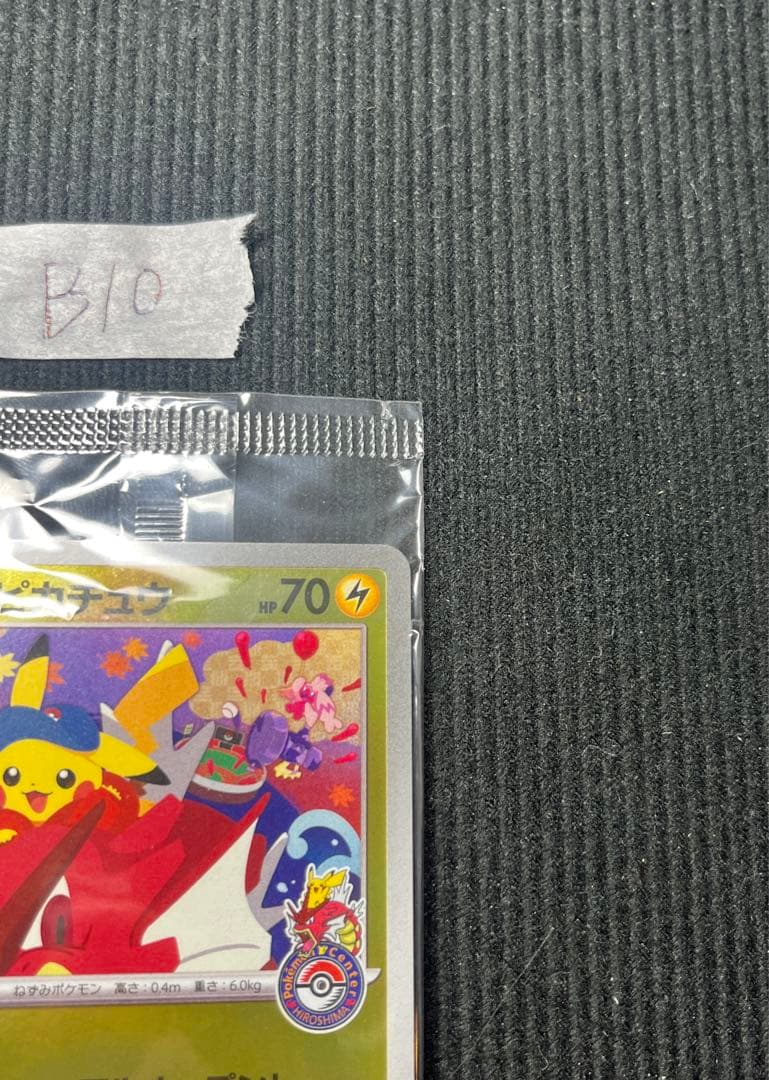 B10
ピカチュウ HP70
ねずみポケモン 高さ：0.4m 重さ：6.0kg
Pokémon Center
HIROSHIMA